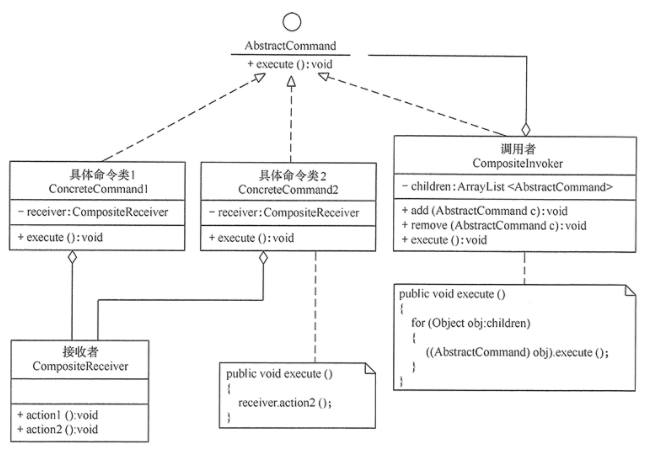 AbstractCommand
+ execute ():void
具体命令类1
ConcreteCommand1
- receiver:CompositeReceiver
+ execute ():void
具体命令类2
ConcreteCommand2
- receiver:CompositeReceiver
+ execute ():void
调用者
CompositeInvoker
- children:ArrayList <AbstractCommand>
+ add (AbstractCommand c):void
+ remove (AbstractCommand c):void
+ execute ():void
接收者
CompositeReceiver
+ action1 ():void
+ action2 ():void
public void execute ()
{
receiver.action2 ();
}
public void execute ()
{
for (Object obj:children)
{
((AbstractCommand) obj).execute ();
}
}